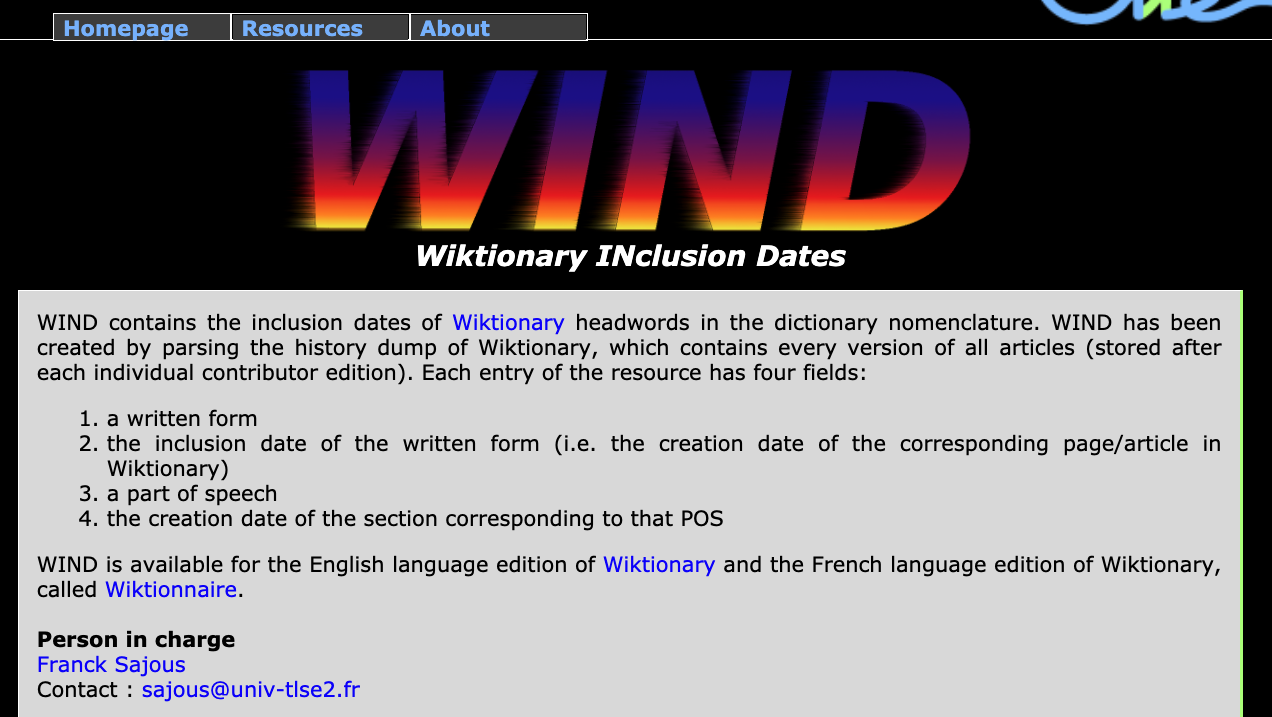 Homepage Resources About
WIND
Wiktionary INclusion Dates
WIND contains the inclusion dates of Wiktionary headwords in the dictionary nomenclature. WIND has been
created by parsing the history dump of Wiktionary, which contains every version of all articles (stored after
each individual contributor edition). Each entry of the resource has four fields:
1. a written form
2. the inclusion date of the written form (i.e. the creation date of the corresponding page/article in
Wiktionary)
3. a part of speech
4. the creation date of the section corresponding to that POS
WIND is available for the English language edition of Wiktionary and the French language edition of Wiktionary,
called Wiktionnaire.
Person in charge
Franck Sajous
Contact : sajous@univ-tlse2.fr